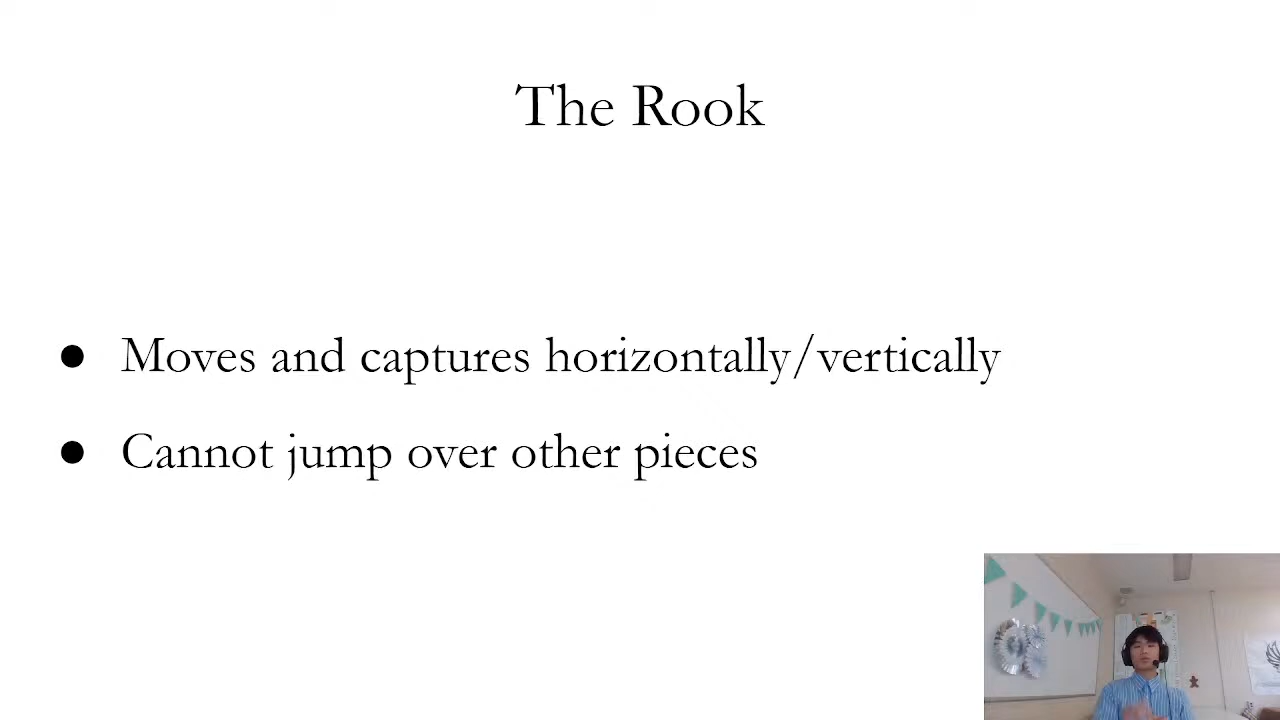 The Rook
● Moves and captures horizontally/vertically
● Cannot jump over other pieces